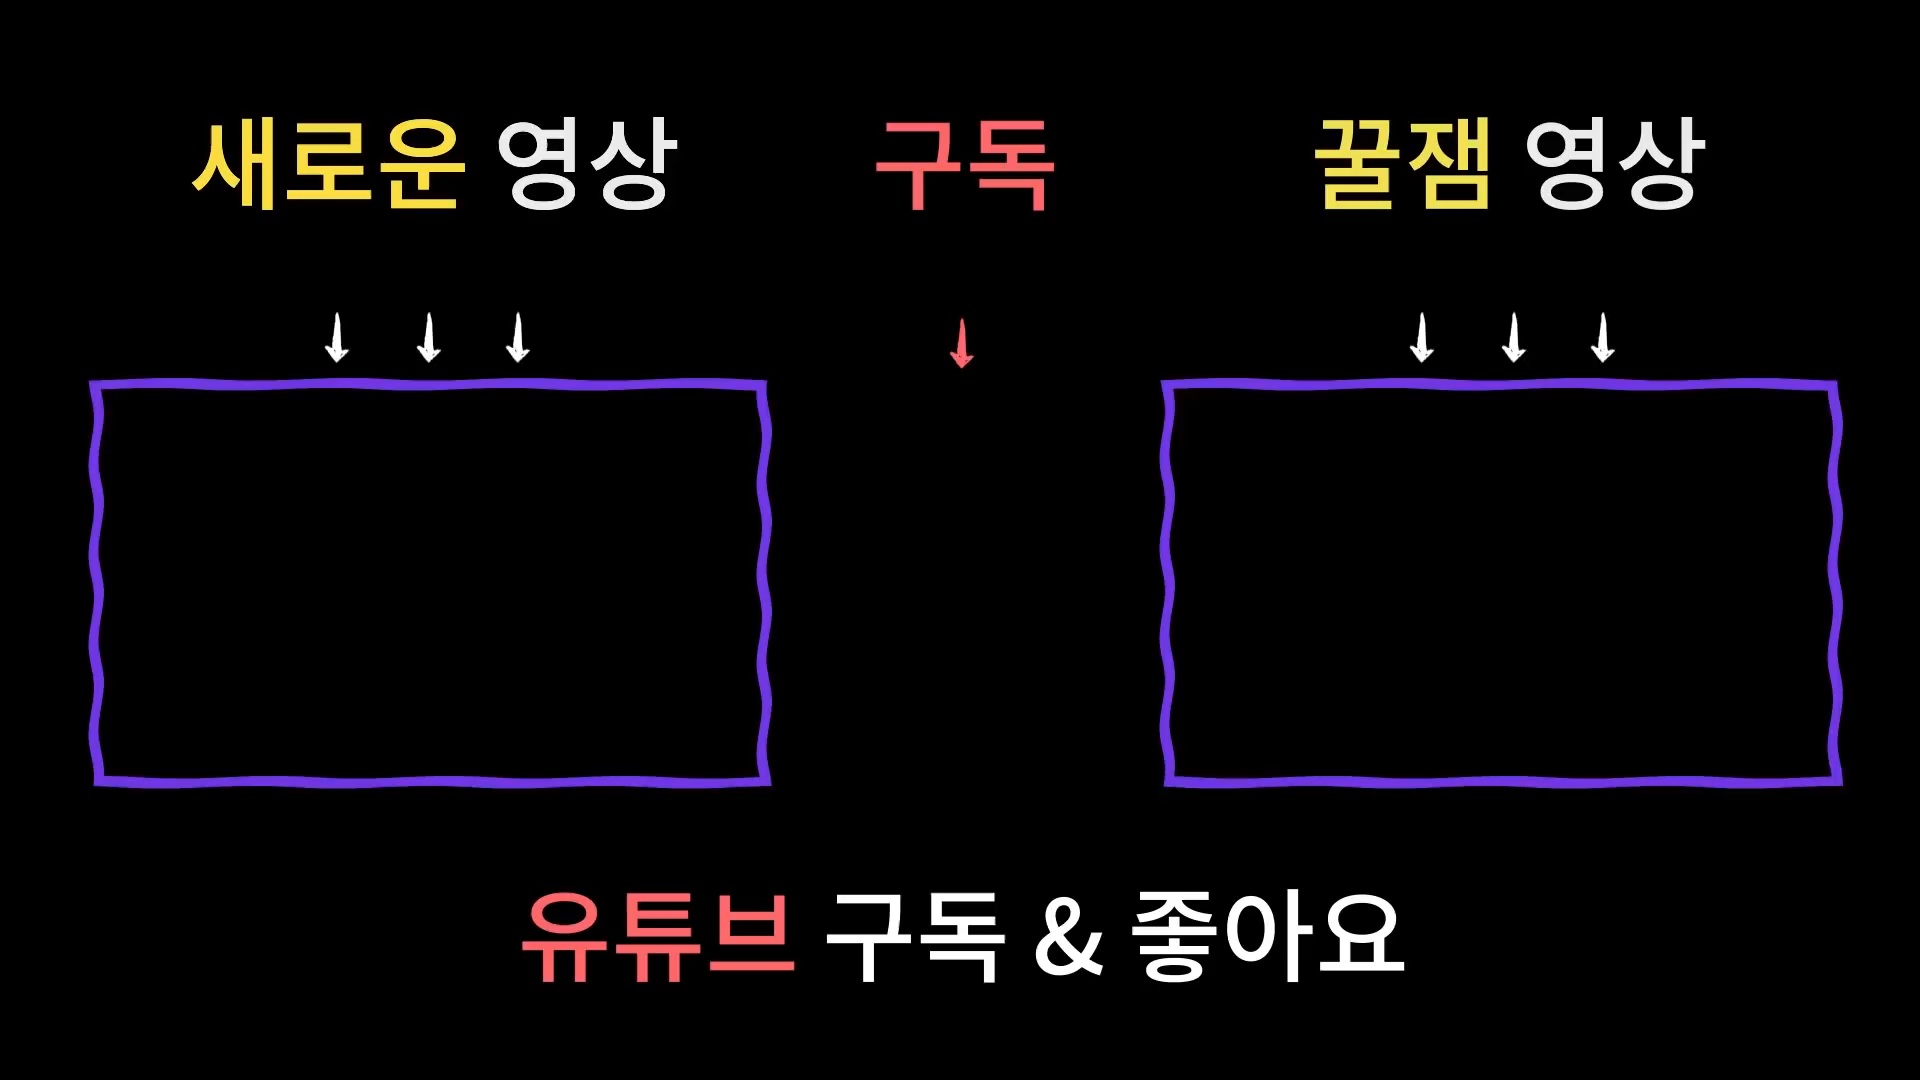 새로운 영상
구독
꿀잼 영상
유튜브 구독 & 좋아요